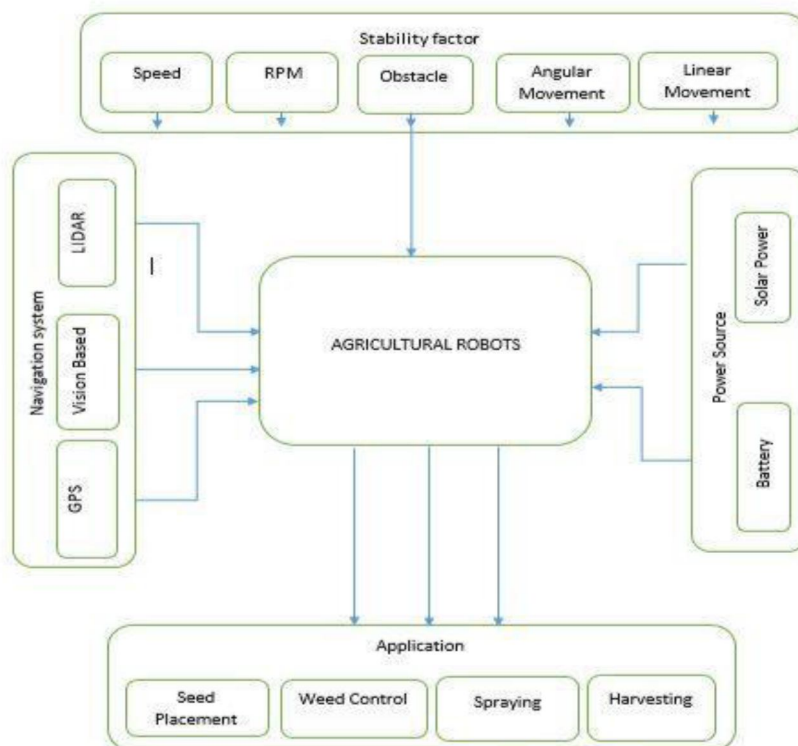 Stability factor
Speed
RPM
Obstacle
Angular
Movement
Linear
Movement
Navigation system
LIDAR
Vision Based
GPS
AGRICULTURAL ROBOTS
Power Source
Solar Power
Battery
Application
Seed
Placement
Weed Control
Spraying
Harvesting